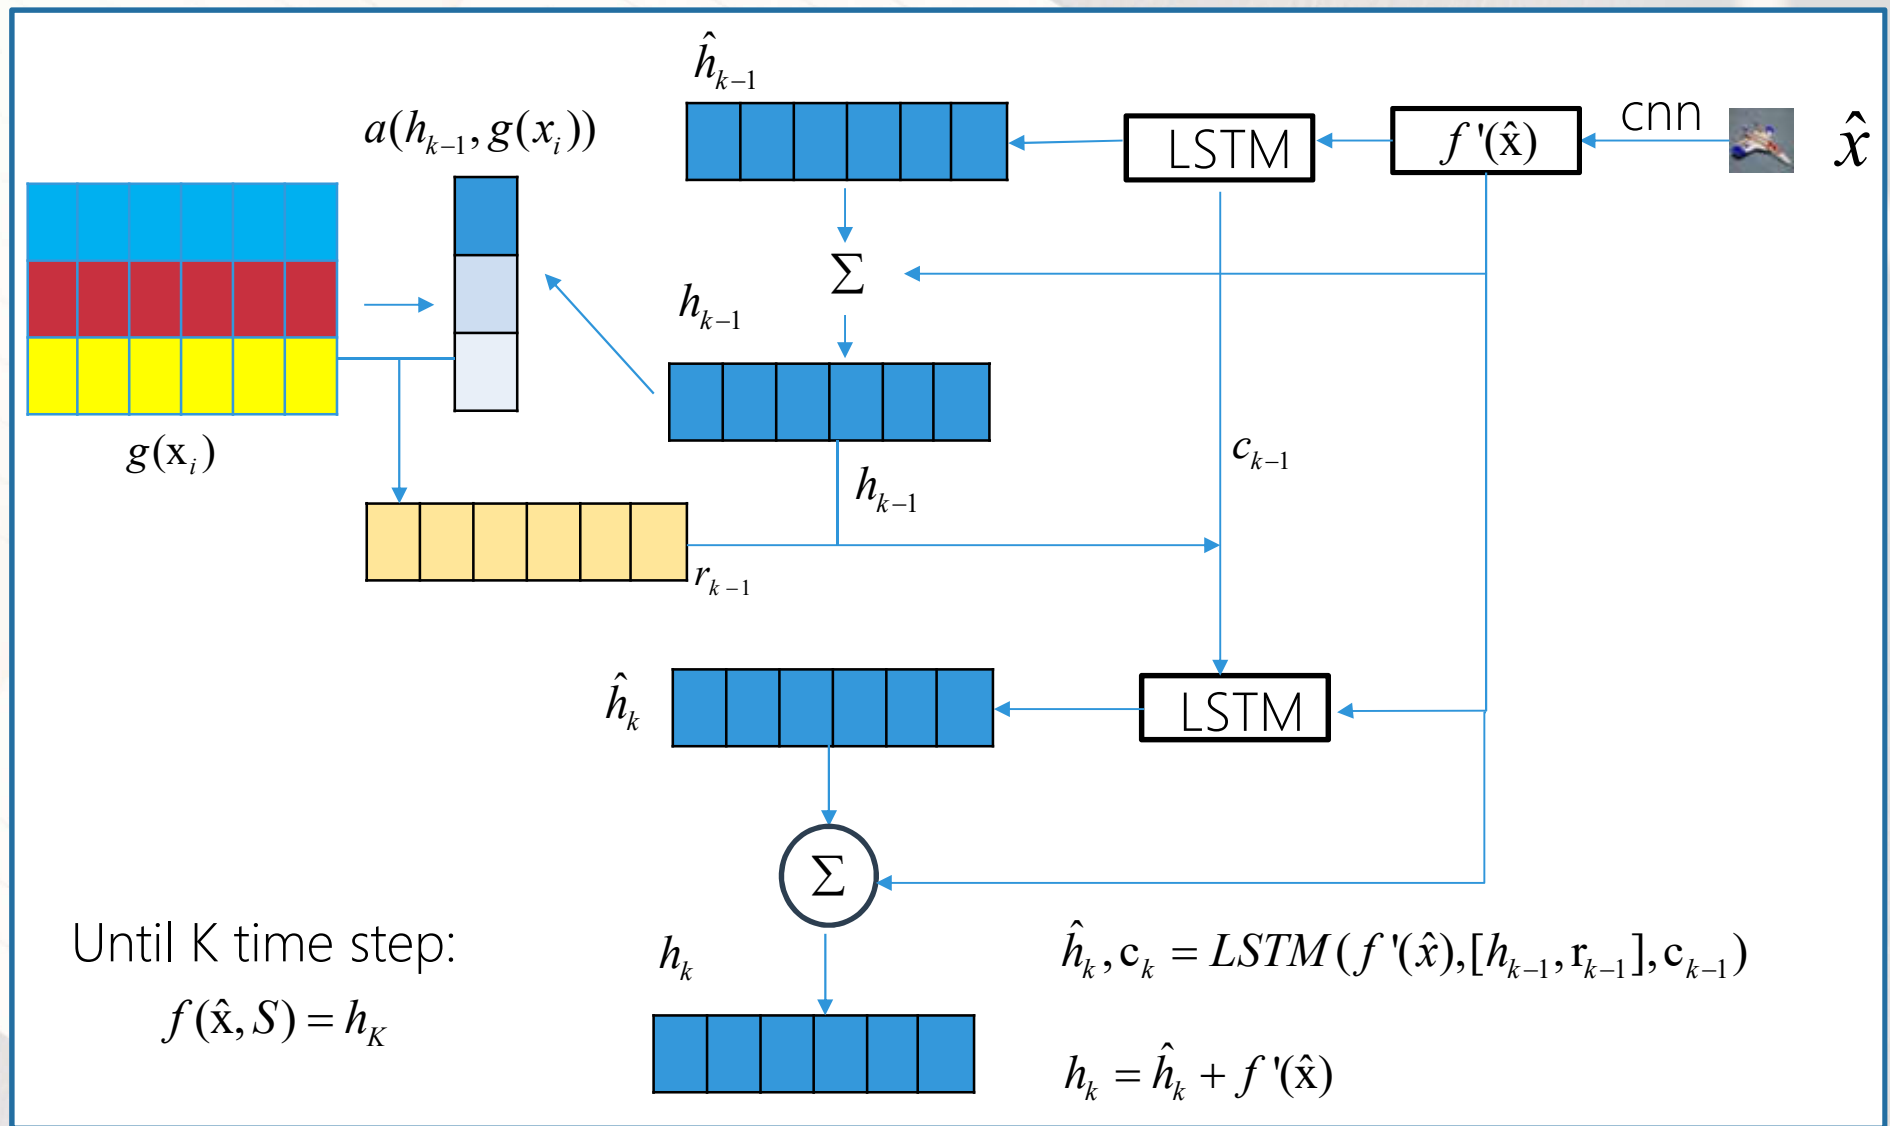 ĥₖ₋₁
a(hₖ₋₁, g(xᵢ))
LSTM
f '(x̂)
cnn
x̂
∑
hₖ₋₁
g(xᵢ)
cₖ₋₁
hₖ₋₁
rₖ₋₁
ĥₖ
LSTM
∑
Until K time step:
f(x̂, S) = h_K
hₖ
ĥₖ, cₖ = LSTM(f '(x̂), [hₖ₋₁, rₖ₋₁], cₖ₋₁)
hₖ = ĥₖ + f '(x̂)